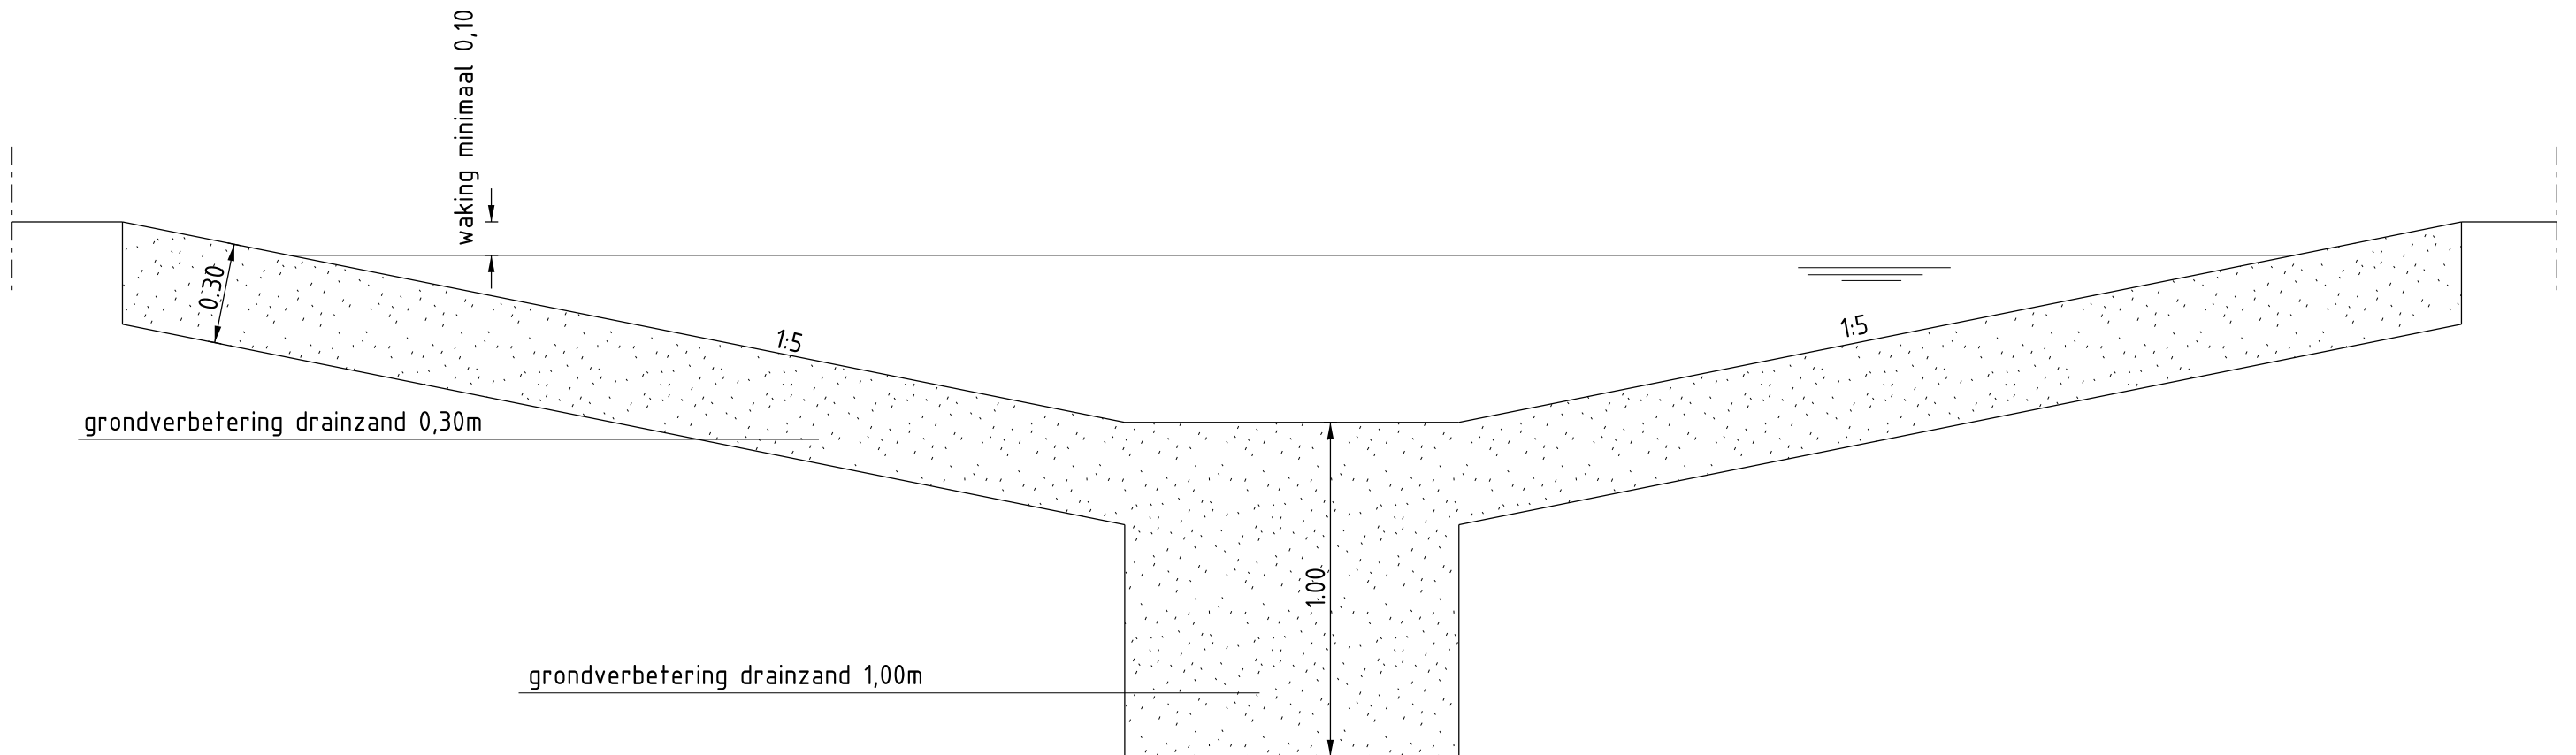 waking minimaal 0,10
0.30
1:5
1:5
grondverbetering drainzand 0,30m
1.00
grondverbetering drainzand 1,00m